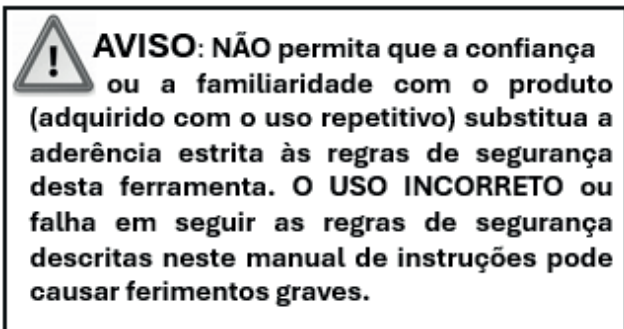 AVISO: NÃO permita que a confiança
ou a familiaridade com o produto
(adquirido com o uso repetitivo) substitua a
aderência estrita às regras de segurança
desta ferramenta. O USO INCORRETO ou
falha em seguir as regras de segurança
descritas neste manual de instruções pode
causar ferimentos graves.